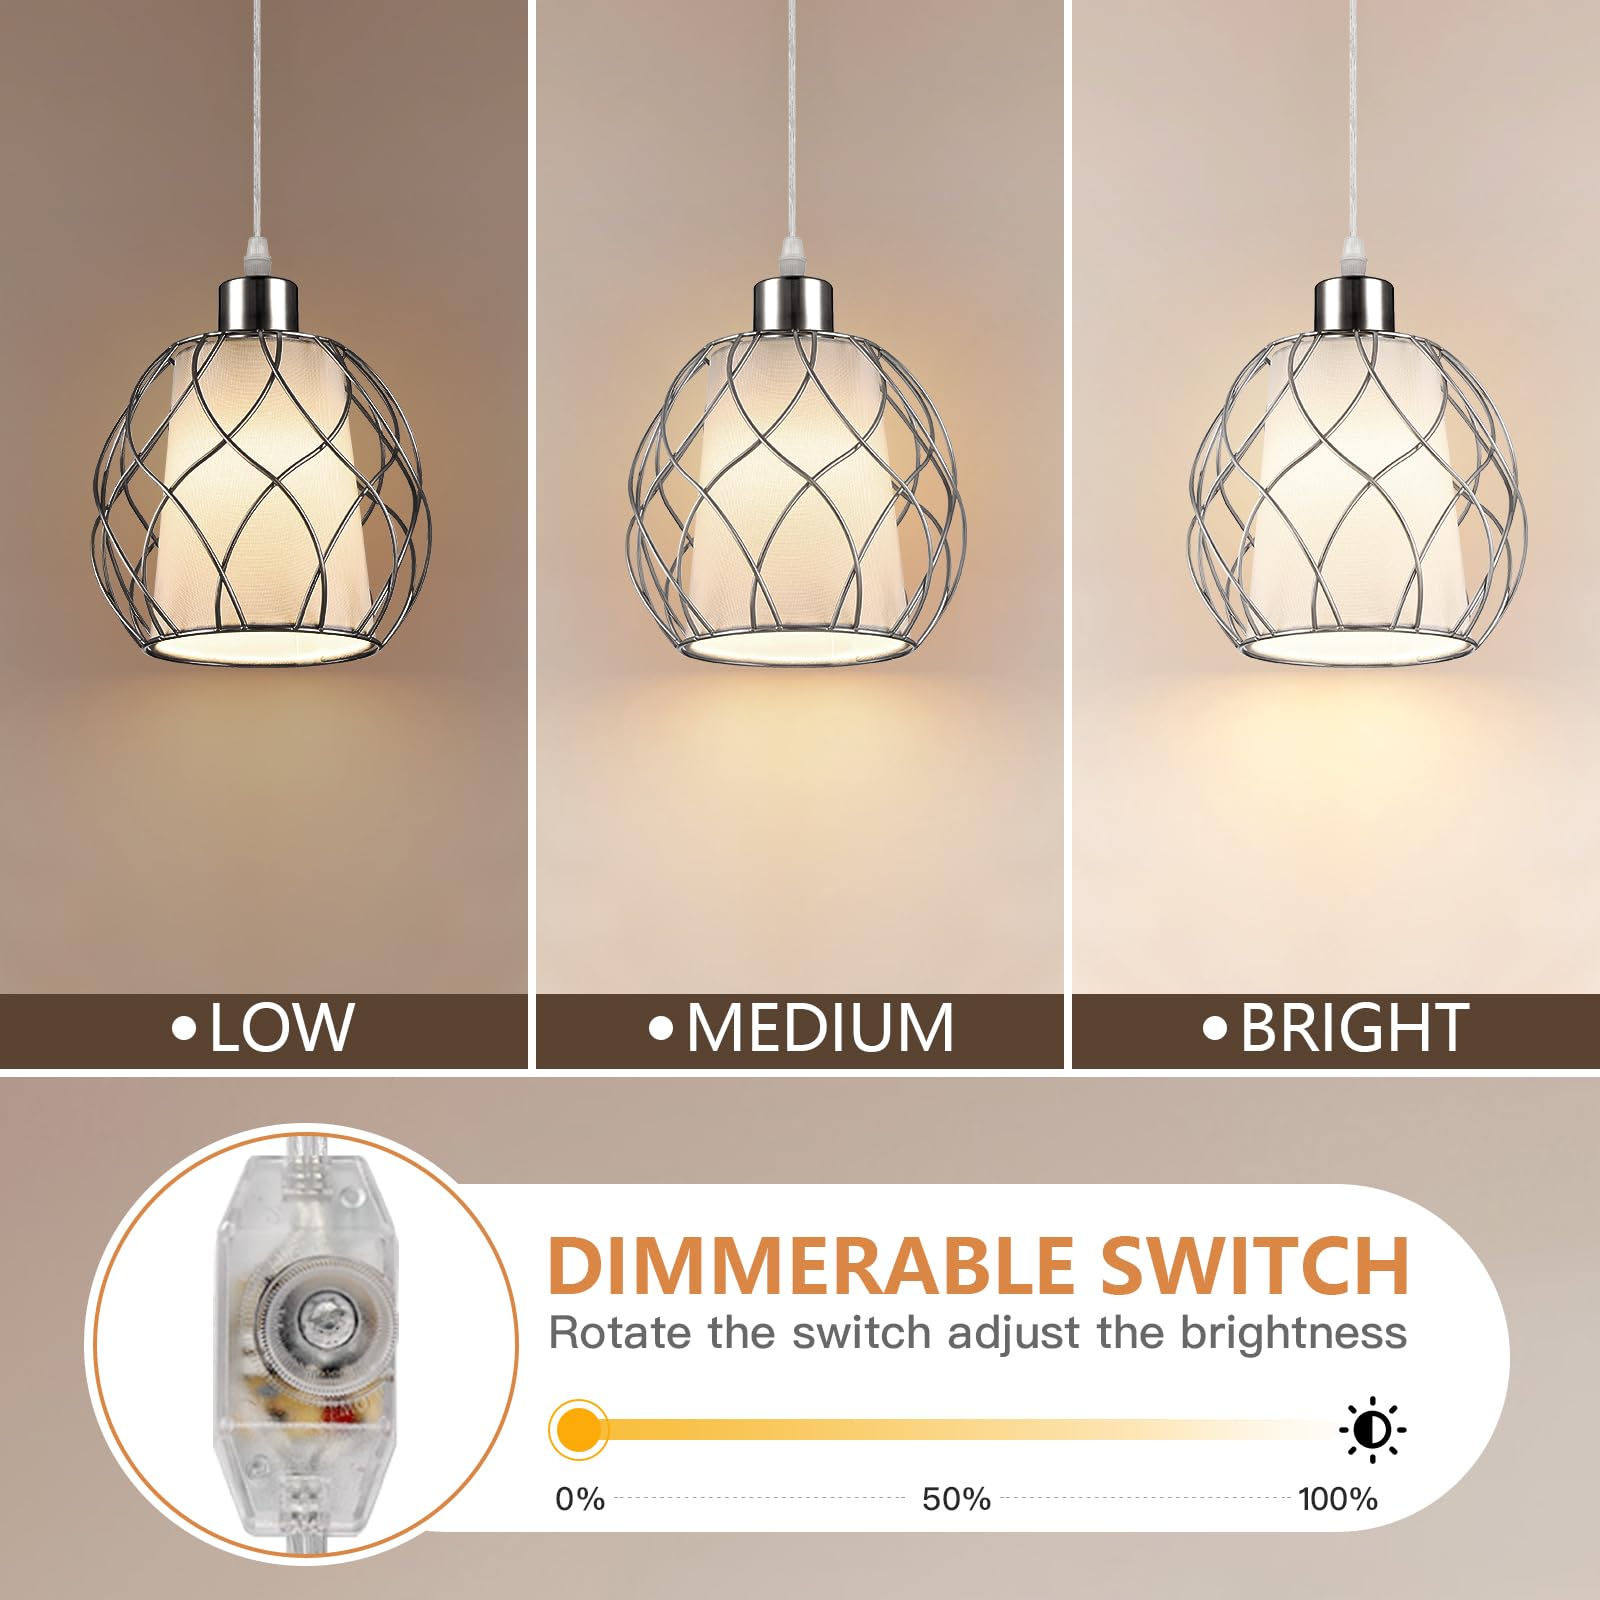 •LOW
•MEDIUM
•BRIGHT
DIMMERABLE SWITCH
Rotate the switch adjust the brightness
0%
50%
100%